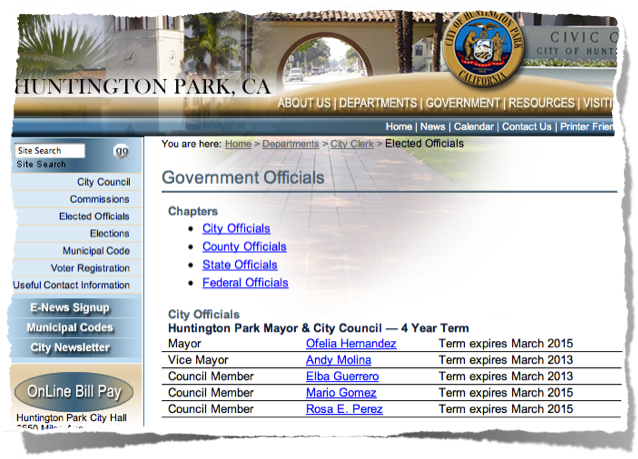 CITY OF HUNTINGTON PARK
CALIFORNIA
CIVIC C
CITY OF HUNT
HUNTINGTON PARK, CA
ABOUT US | DEPARTMENTS | GOVERNMENT | RESOURCES | VISITI
Home | News | Calendar | Contact Us | Printer Frien
Site Search
go
Site Search
City Council
Commissions
Elected Officials
Elections
Municipal Code
Voter Registration
Useful Contact Information
E-News Signup
Municipal Codes
City Newsletter
OnLine Bill Pay
Huntington Park City Hall
You are here: Home > Departments > City Clerk > Elected Officials
Government Officials
Chapters
• City Officials
• County Officials
• State Officials
• Federal Officials
City Officials
Huntington Park Mayor & City Council — 4 Year Term
Mayor Ofelia Hernandez Term expires March 2015
Vice Mayor Andy Molina Term expires March 2013
Council Member Elba Guerrero Term expires March 2013
Council Member Mario Gomez Term expires March 2015
Council Member Rosa E. Perez Term expires March 2015